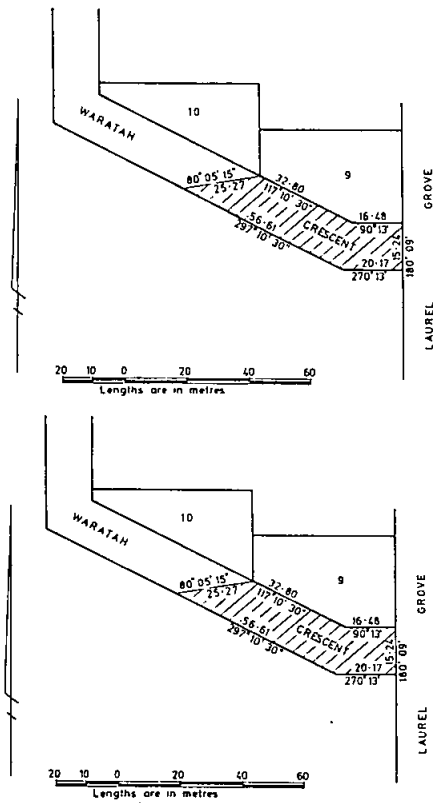 10
WARATAH
80° 05' 15"
25·27
32·80
117° 10' 30"
9
GROVE
16·48
90° 13'
CRESCENT
15·24
180° 09'
56·61
297° 10' 30"
20·17
270° 13'
LAUREL
20 10 0 20 40 60
Lengths are in metres
10
WARATAH
80° 05' 15"
25·27
32·80
117° 10' 30"
9
GROVE
16·48
90° 13'
CRESCENT
15·24
180° 09'
56·61
297° 10' 30"
20·17
270° 13'
LAUREL
20 10 0 20 40 60
Lengths are in metres